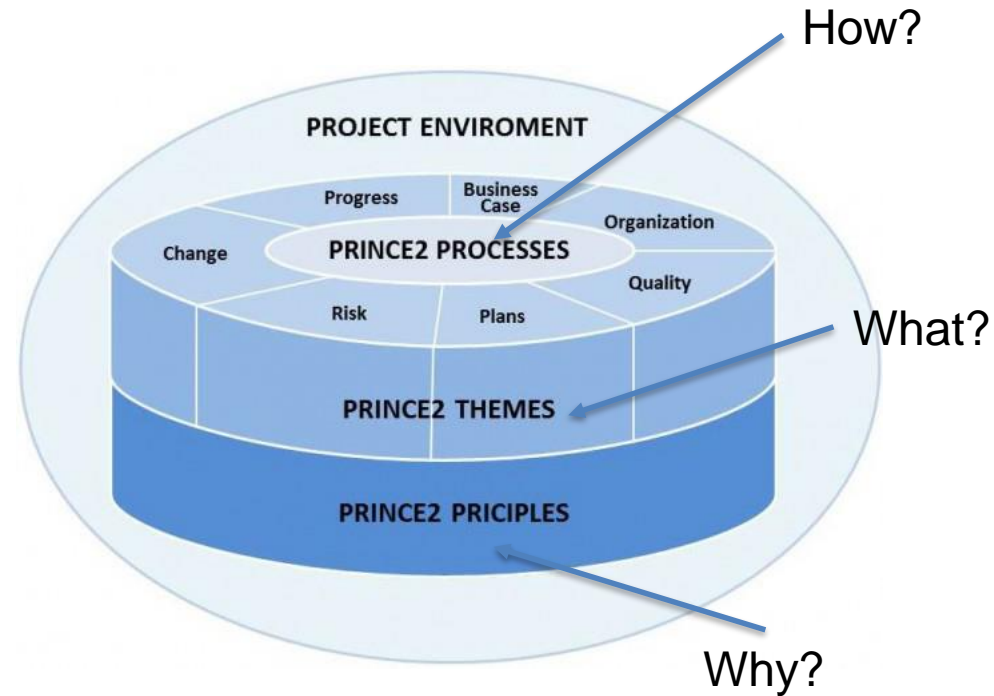 How?
PROJECT ENVIROMENT
Progress
Business
Case
Organization
Change
PRINCE2 PROCESSES
Quality
Risk
Plans
What?
PRINCE2 THEMES
PRINCE2 PRICIPLES
Why?